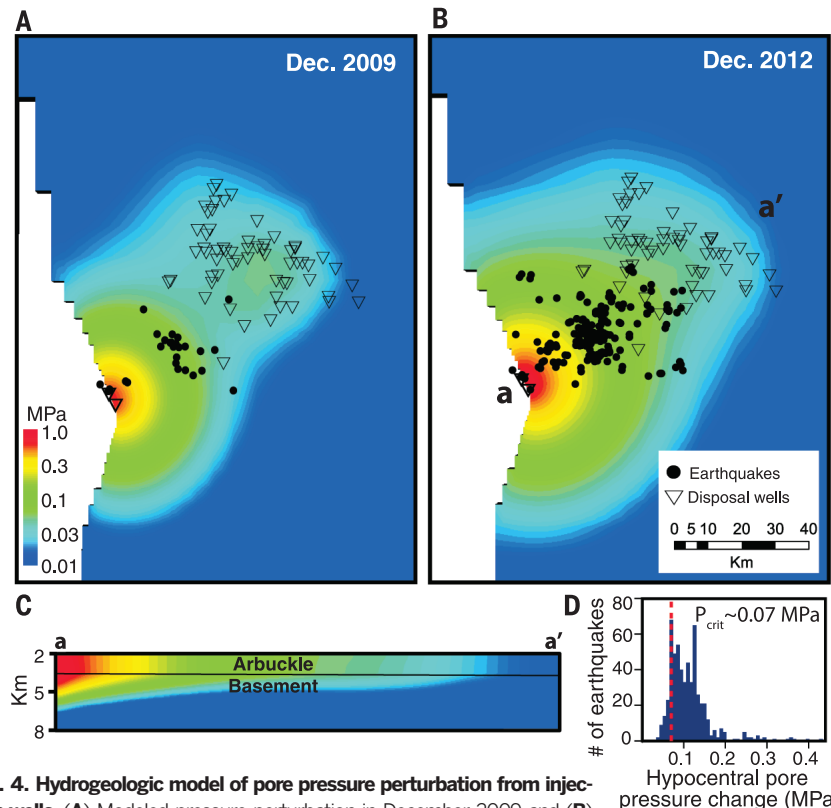 A
Dec. 2009
MPa
1.0
0.3
0.1
0.03
0.01
B
Dec. 2012
a'
a
Earthquakes
Disposal wells
0 5 10 20 30 40
Km
C
a a'
2
5
8
Km
Arbuckle
Basement
D
80
60
40
20
0
# of earthquakes
Pcrit~0.07 MPa
0.1 0.2 0.3 0.4
Hypocentral pore
pressure change (MPa
. 4. Hydrogeologic model of pore pressure perturbation from injec-
wells. (A) Modeled pressure perturbation in December 2009 and (B)